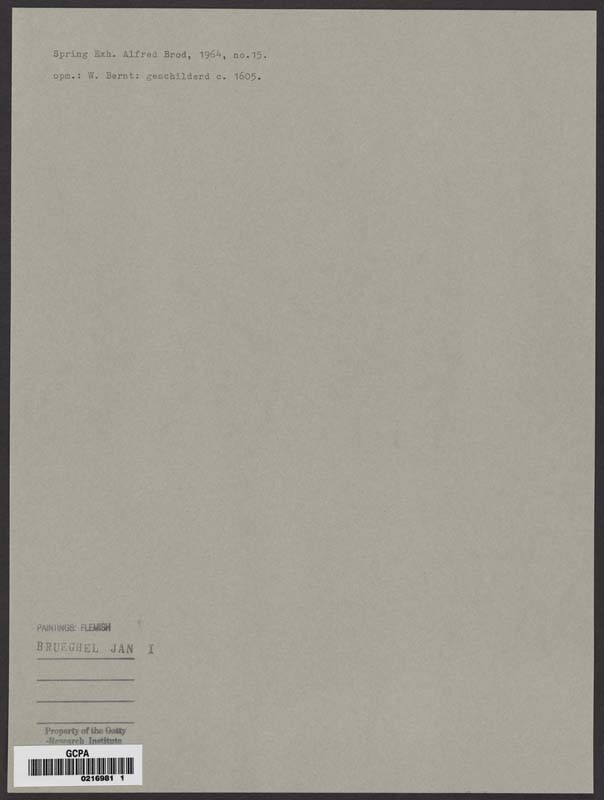 Spring Exh. Alfred Brod, 1964, no.15.
opm.: W. Bernt: geschilderd c. 1605.
PAINTINGS: FLEMISH
BRUEGHEL JAN I
Property of the Getty
-Research Institute
GCPA
0216981 1